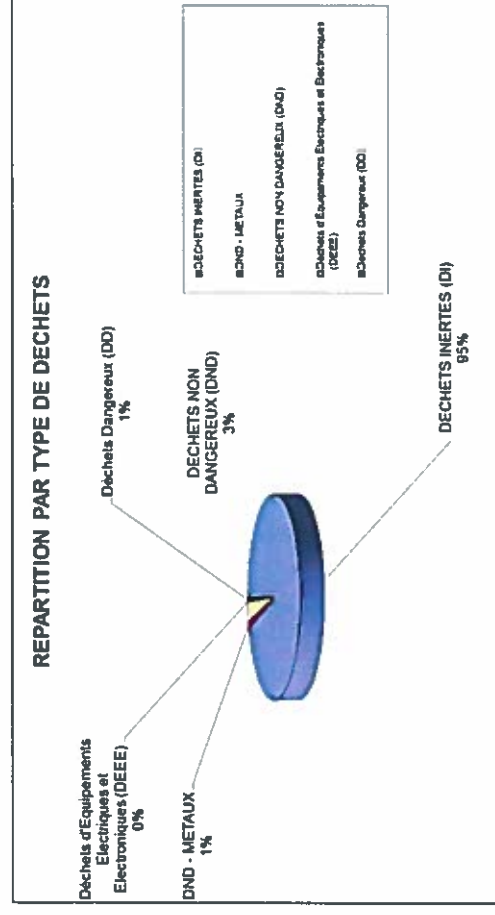 REPARTITION PAR TYPE DE DECHETS
Déchets d'Equipements
Electriques et
Electroniques (DEEE)
0%
Déchets Dangereux (DD)
1%
DND - METAUX
1%
DECHETS NON
DANGEREUX (DND)
3%
DECHETS INERTES (DI)
95%
DECHETS INERTES (DI)
DND - METAUX
DECHETS NON DANGEREUX (DND)
Déchets d'Equipements Electriques et Electroniques
(DEEE)
Déchets Dangereux (DD)